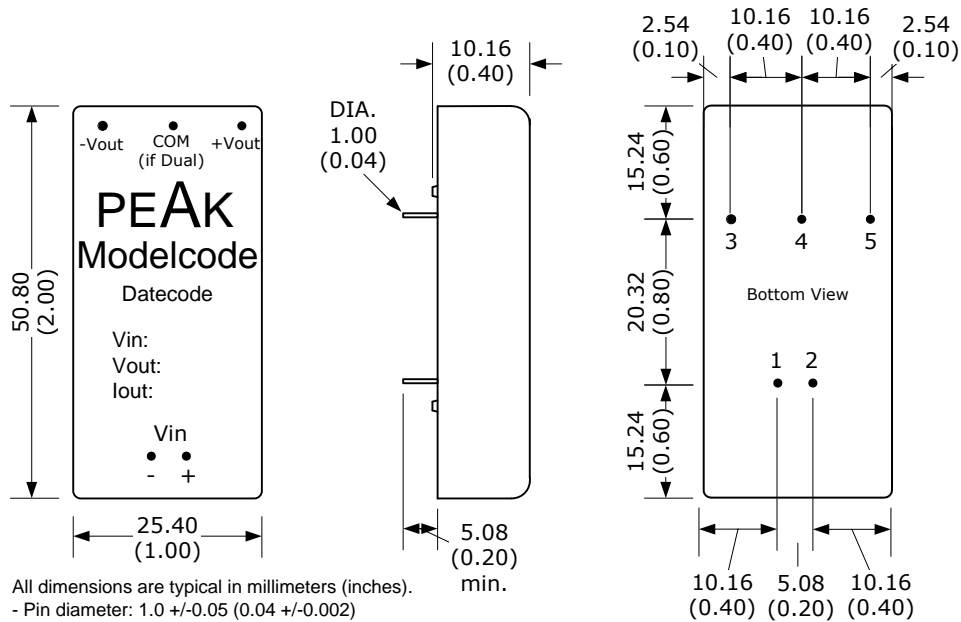 -Vout
COM
(if Dual)
+Vout
PEAK
Modelcode
Datecode
Vin:
Vout:
Iout:
Vin
-
+
50.80
(2.00)
25.40
(1.00)
10.16
(0.40)
DIA.
1.00
(0.04)
5.08
(0.20)
min.
2.54
(0.10)
10.16
(0.40)
10.16
(0.40)
2.54
(0.10)
15.24
(0.60)
20.32
(0.80)
15.24
(0.60)
3
4
5
Bottom View
1
2
10.16
(0.40)
5.08
(0.20)
10.16
(0.40)
All dimensions are typical in millimeters (inches).
- Pin diameter: 1.0 +/-0.05 (0.04 +/-0.002)